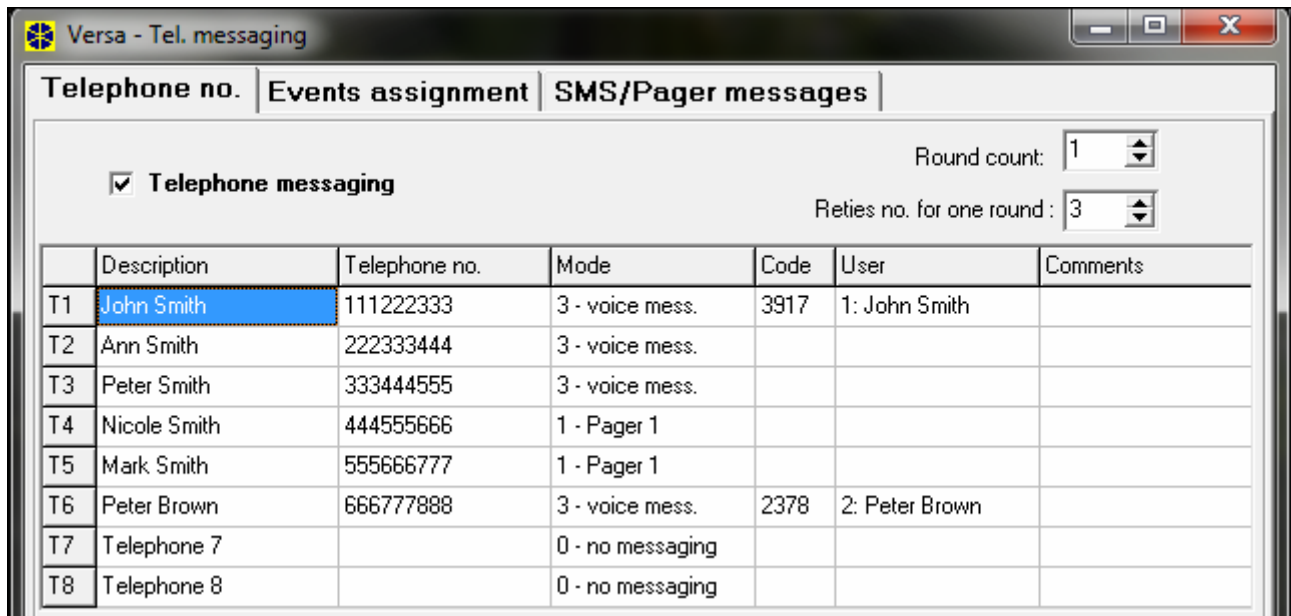 Versa - Tel. messaging
Telephone no. Events assignment SMS/Pager messages
Round count: 1
Telephone messaging
Reties no. for one round : 3
Description Telephone no. Mode Code User Comments
T1 John Smith 111222333 3 - voice mess. 3917 1: John Smith
T2 Ann Smith 222333444 3 - voice mess.
T3 Peter Smith 333444555 3 - voice mess.
T4 Nicole Smith 444555666 1 - Pager 1
T5 Mark Smith 555666777 1 - Pager 1
T6 Peter Brown 666777888 3 - voice mess. 2378 2: Peter Brown
T7 Telephone 7 0 - no messaging
T8 Telephone 8 0 - no messaging